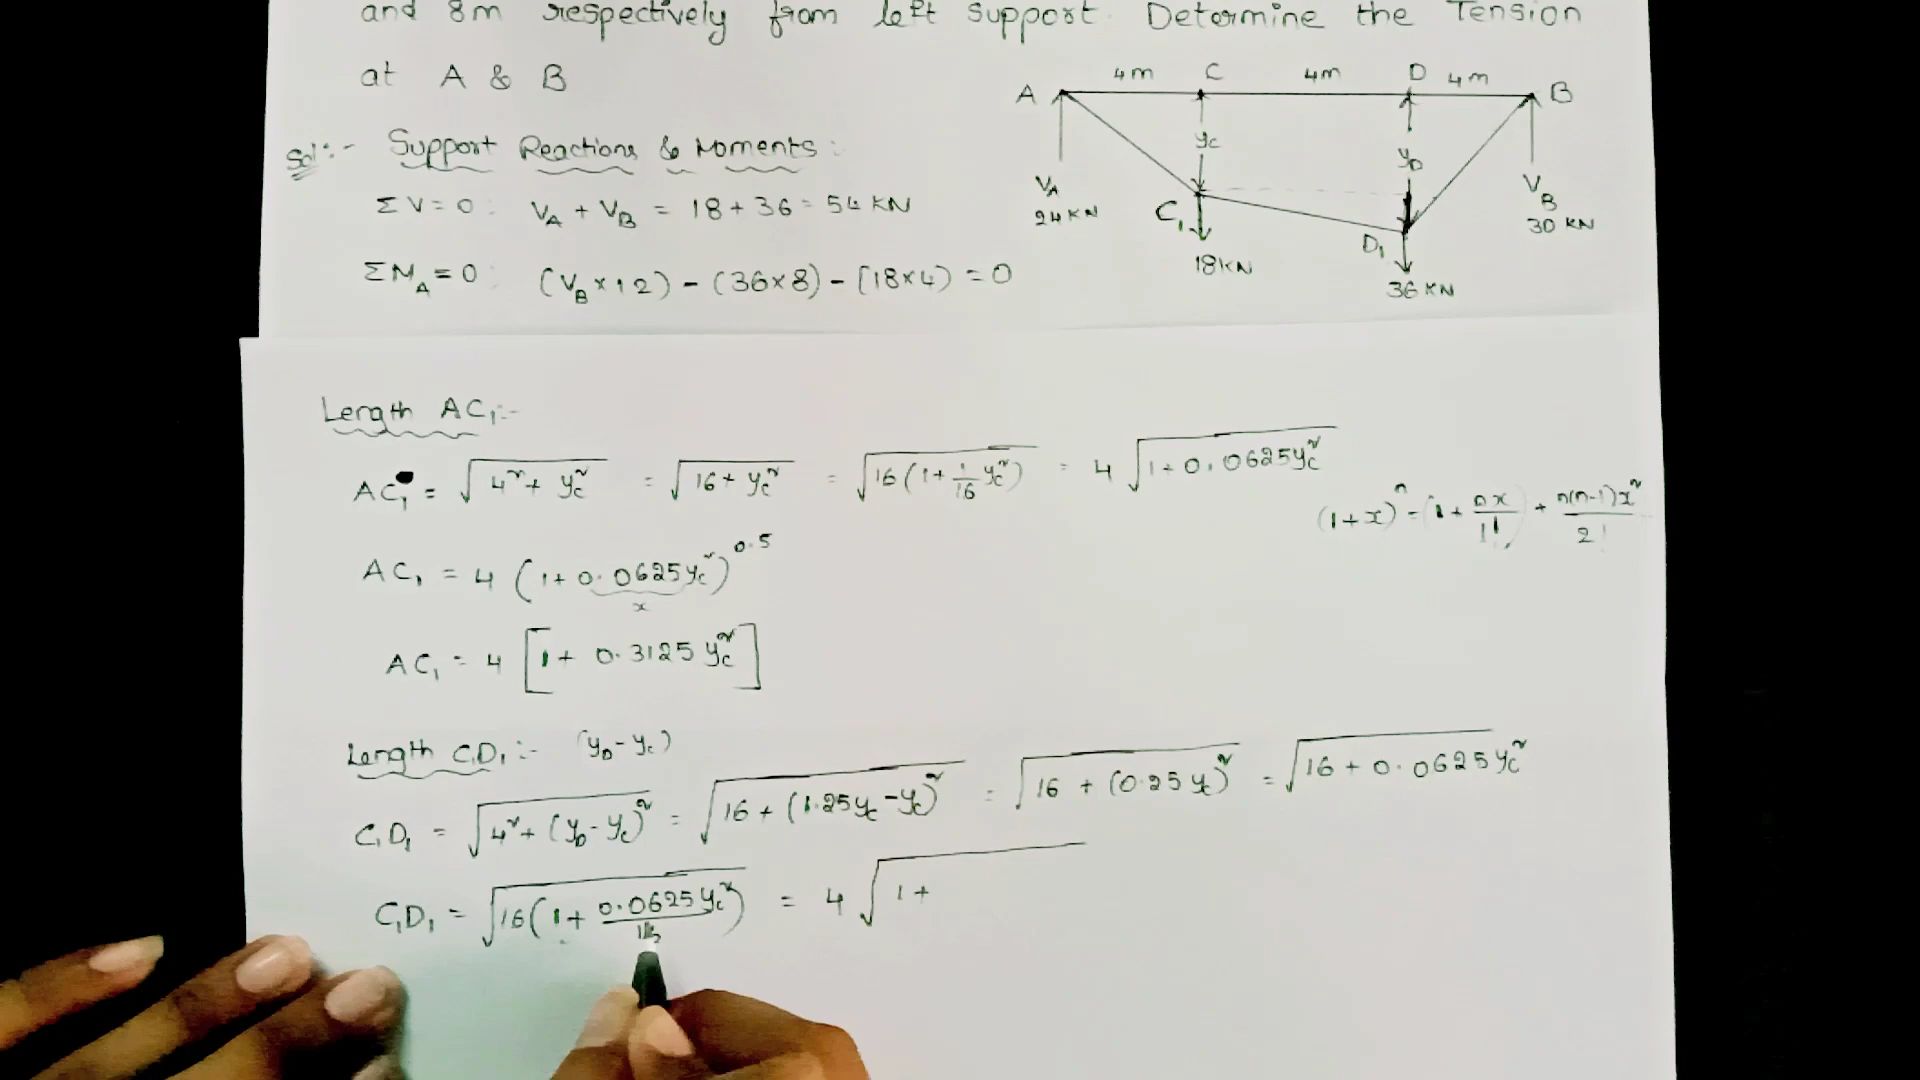 and 8m respectively from left support. Determine the Tension
at A & B
4m C 4m D 4m
A B
Sol:- Support Reactions & Moments:
yc yD
ΣV=0: VA + VB = 18+36 = 54 KN
VA 24 KN
C1 18KN
D1 36 KN
VB 30 KN
ΣMA=0: (VB×12) - (36×8) - (18×4) = 0
Length AC1:-
AC1 = √(4² + yc²) = √(16 + yc²) = √(16(1+1/16 yc²)) = 4√(1+0.0625yc²)
(1+x)^n = (1 + nx/1!) + n(n-1)x²/2!
AC1 = 4 (1+0.0625yc²)^0.5
x
AC1 = 4 [1 + 0.3125 yc²]
Length C1D1:- (yD - yc)
C1D1 = √(4² + (yD - yc)²) = √(16 + (1.25yc - yc)²) = √(16 + (0.25yc)²) = √(16 + 0.0625yc²)
C1D1 = √(16(1 + 0.0625yc²/16)) = 4√(1 +